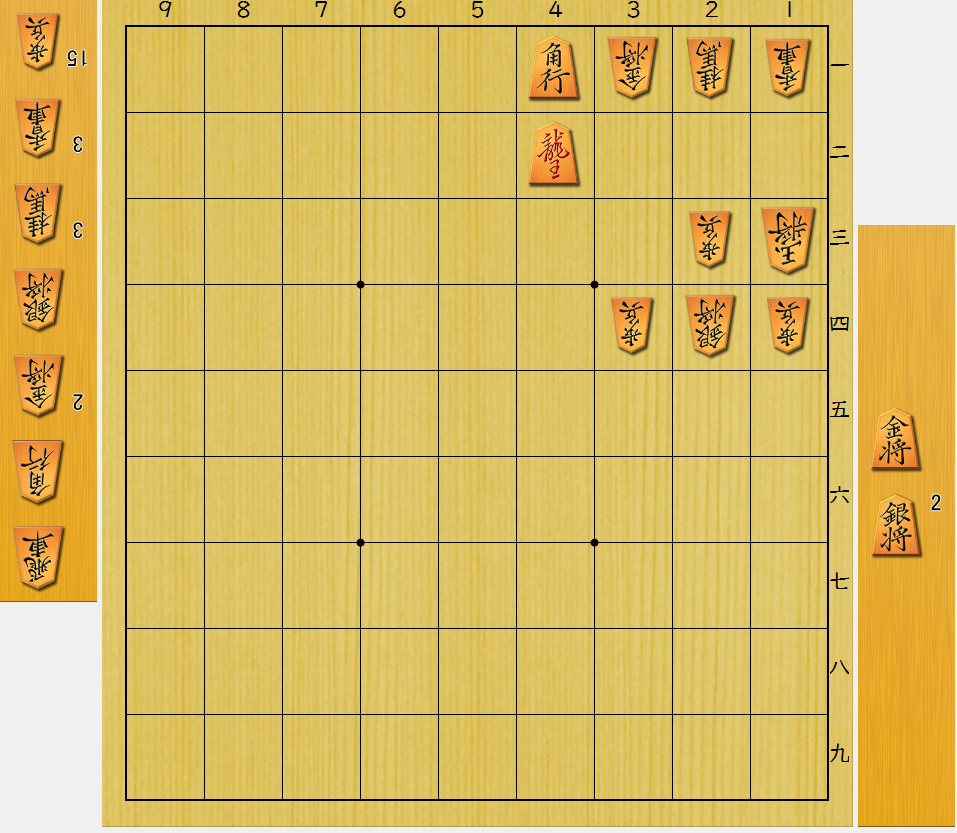 9 8 7 6 5 4 3 2 1
角行 金将 桂馬 香車 一
龍王 二
歩兵 玉将 三
歩兵 銀将 歩兵 四
五
六
七
八
九
歩兵 15
香車 3
桂馬 3
銀将
金将 2
角行
飛車
金将
銀将 2